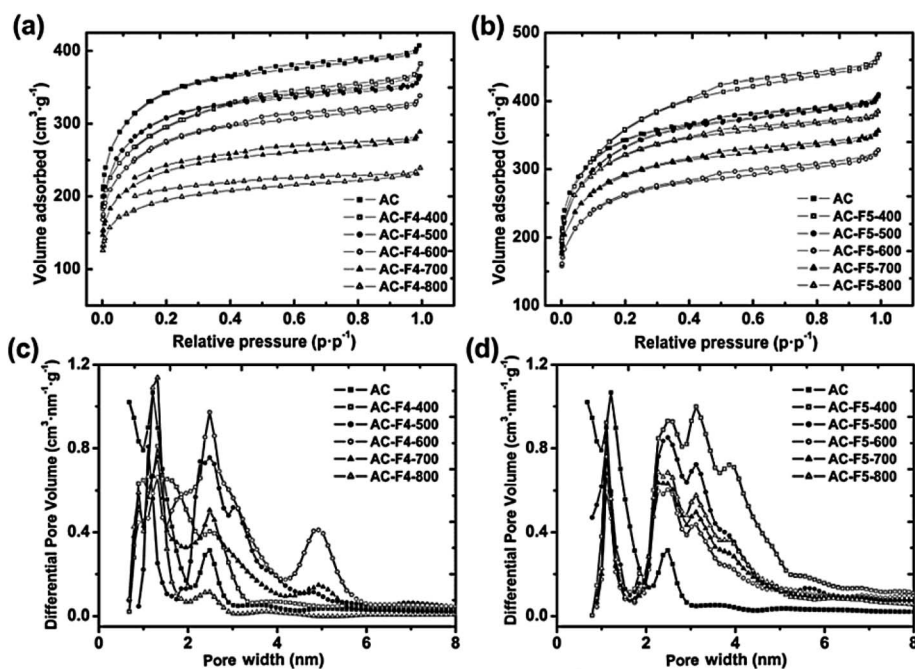 (a)
400
300
200
100
Volume adsorbed (cm³·g⁻¹)
AC
AC-F4-400
AC-F4-500
AC-F4-600
AC-F4-700
AC-F4-800
0.0 0.2 0.4 0.6 0.8 1.0
Relative pressure (p·p⁻¹)
(b)
500
400
300
200
100
Volume adsorbed (cm³·g⁻¹)
AC
AC-F5-400
AC-F5-500
AC-F5-600
AC-F5-700
AC-F5-800
0.0 0.2 0.4 0.6 0.8 1.0
Relative pressure (p·p⁻¹)
(c)
1.2
0.8
0.4
0.0
Differential Pore Volume (cm³·nm⁻¹·g⁻¹)
AC
AC-F4-400
AC-F4-500
AC-F4-600
AC-F4-700
AC-F4-800
0 2 4 6 8
Pore width (nm)
(d)
1.2
0.8
0.4
0.0
Differential Pore Volume (cm³·nm⁻¹·g⁻¹)
AC
AC-F5-400
AC-F5-500
AC-F5-600
AC-F5-700
AC-F5-800
0 2 4 6 8
Pore width (nm)